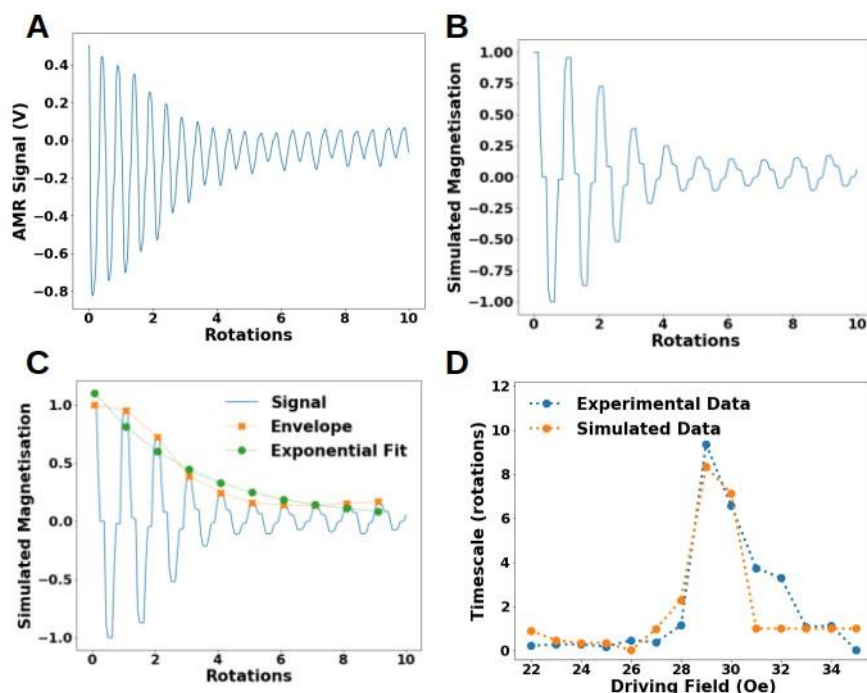 A
AMR Signal (V)
0.4
0.2
0.0
-0.2
-0.4
-0.6
-0.8
0 2 4 6 8 10
Rotations
B
Simulated Magnetisation
1.00
0.75
0.50
0.25
0.00
-0.25
-0.50
-0.75
-1.00
0 2 4 6 8 10
Rotations
C
Simulated Magnetisation
1.0
0.5
0.0
-0.5
-1.0
Signal
Envelope
Exponential Fit
0 2 4 6 8 10
Rotations
D
Timescale (rotations)
12
10
8
6
4
2
0
Experimental Data
Simulated Data
22 24 26 28 30 32 34
Driving Field (Oe)